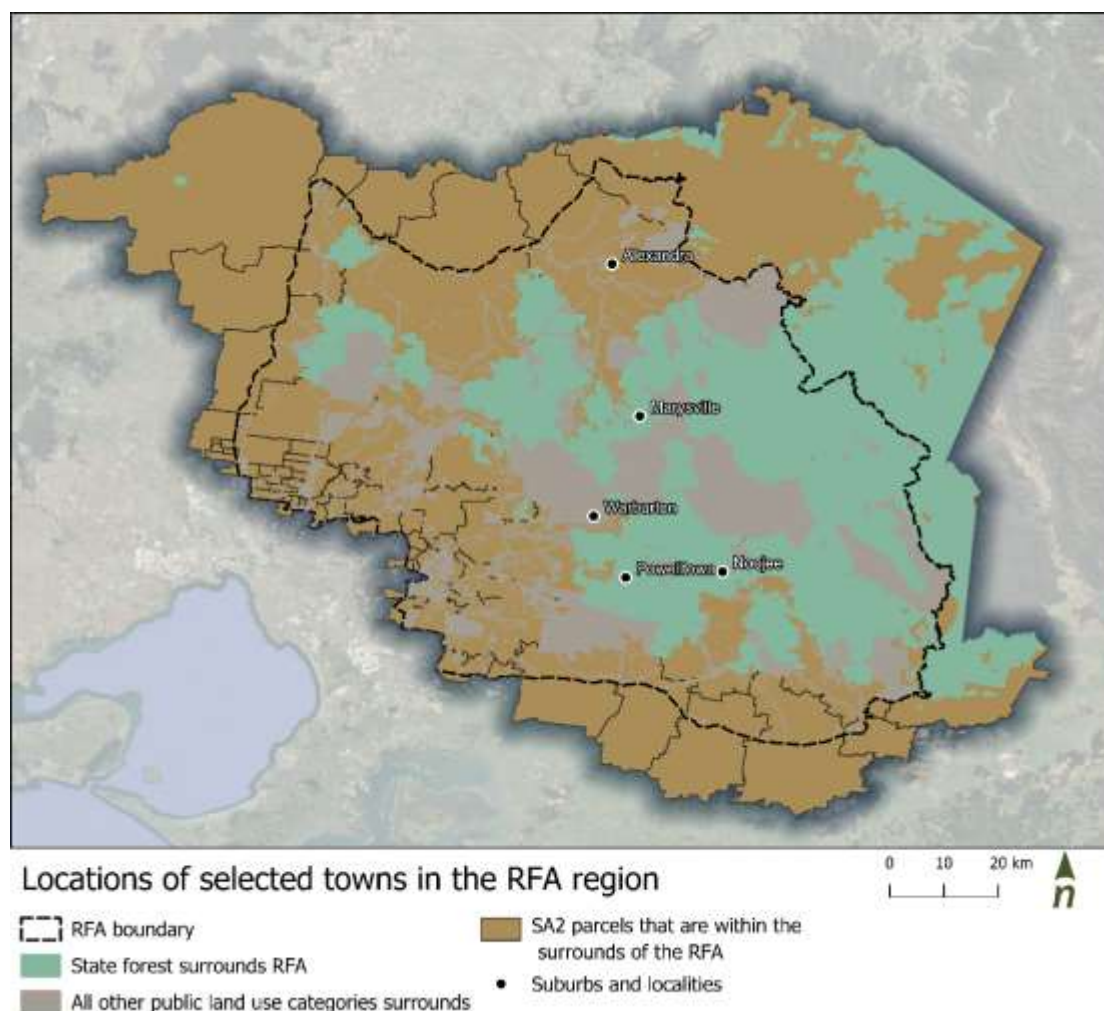 Alexandra
Marysville
Warburton
Powelltown
Noojee
Locations of selected towns in the RFA region
0 10 20 km
n
RFA boundary
State forest surrounds RFA
All other public land use categories surrounds
SA2 parcels that are within the
surrounds of the RFA
Suburbs and localities